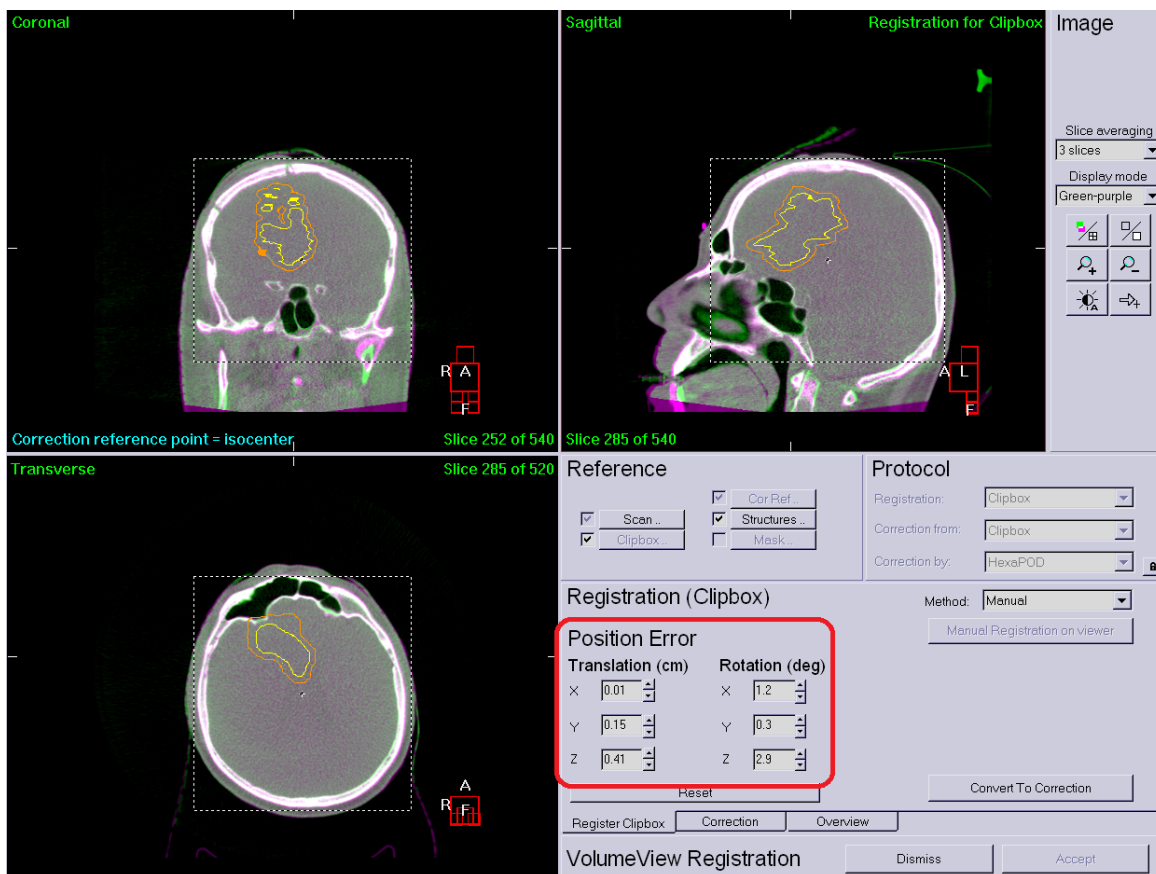 Coronal
Sagittal
Registration for Clipbox
Image
Slice averaging
3 slices
Display mode
Green-purple
A
R A
F
A L
F
Correction reference point = isocenter
Slice 252 of 540
Slice 285 of 540
Transverse
Slice 285 of 520
A
R F
Reference
Cor Ref ..
Scan ..
Structures ..
Clipbox ..
Mask ..
Protocol
Registration: Clipbox
Correction from: Clipbox
Correction by: HexaPOD
Registration (Clipbox)
Method: Manual
Manual Registration on viewer
Position Error
Translation (cm) Rotation (deg)
X 0.01 X 1.2
Y 0.15 Y 0.3
Z 0.41 Z 2.9
Reset
Convert To Correction
Register Clipbox Correction Overview
VolumeView Registration
Dismiss Accept